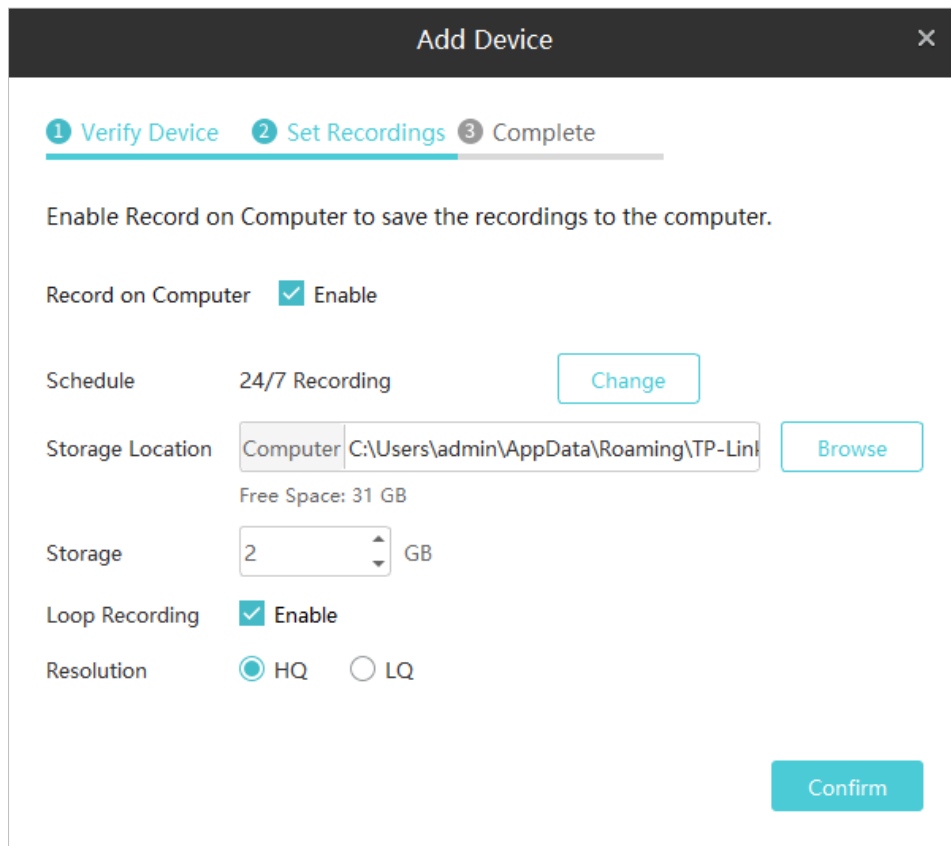 Add Device
1 Verify Device 2 Set Recordings 3 Complete
Enable Record on Computer to save the recordings to the computer.
Record on Computer Enable
Schedule 24/7 Recording Change
Storage Location Computer C:\Users\admin\AppData\Roaming\TP-Link Browse
Free Space: 31 GB
Storage 2 GB
Loop Recording Enable
Resolution HQ LQ
Confirm